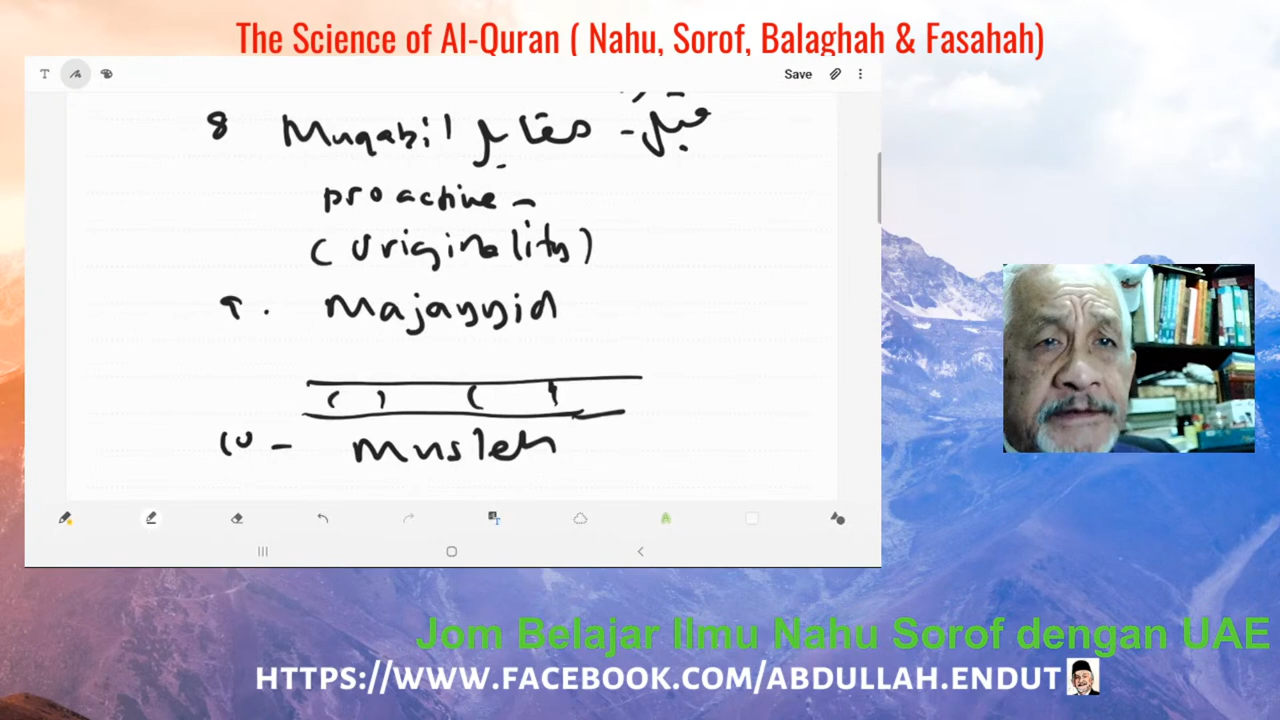 The Science of Al-Quran ( Nahu, Sorof, Balaghah & Fasahah)
Save
8 Muqabil مقابل - قبل
proactive -
(Originality)
9. Majayyid
( ) ( )
10 - Musleh
Jom Belajar Ilmu Nahu Sorof dengan UAE
HTTPS://WWW.FACEBOOK.COM/ABDULLAH.ENDUT